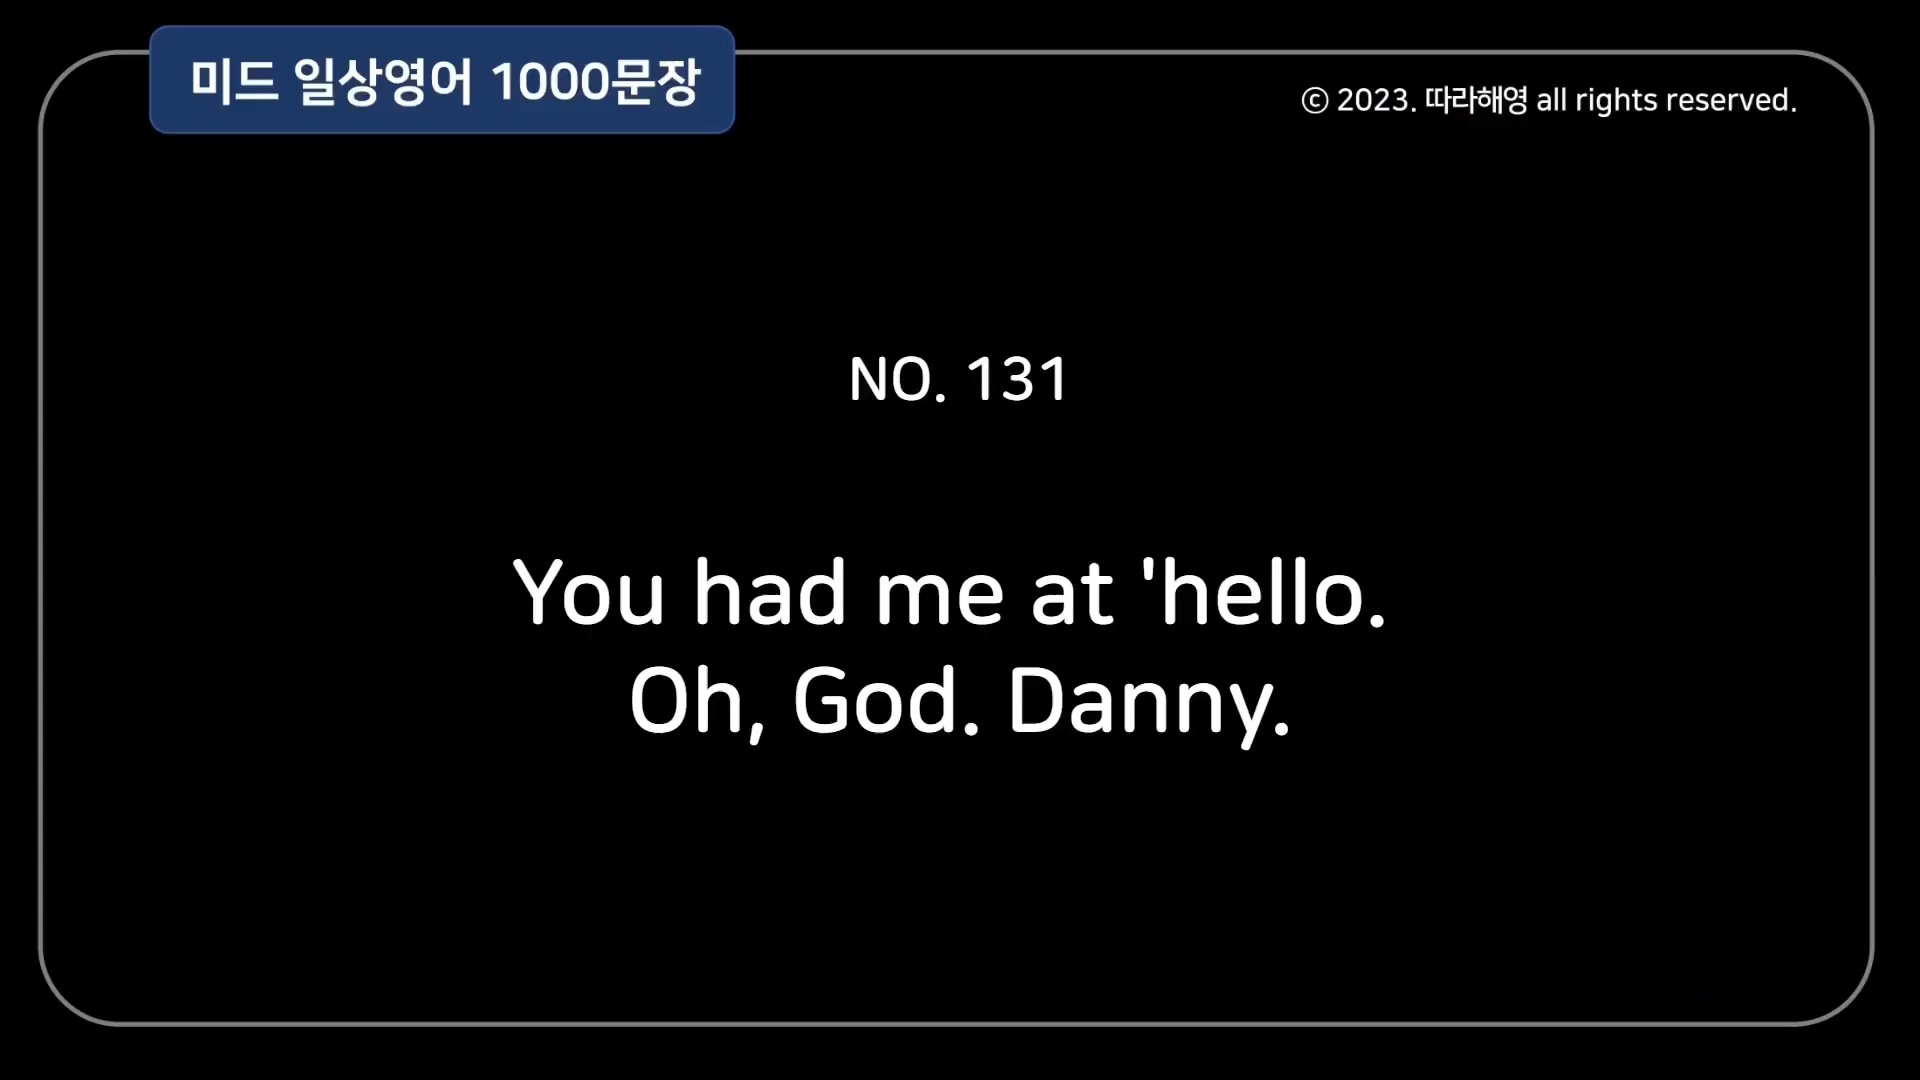 미드 일상영어 1000문장
ⓒ 2023. 따라해영 all rights reserved.
NO. 131
You had me at 'hello.
Oh, God. Danny.